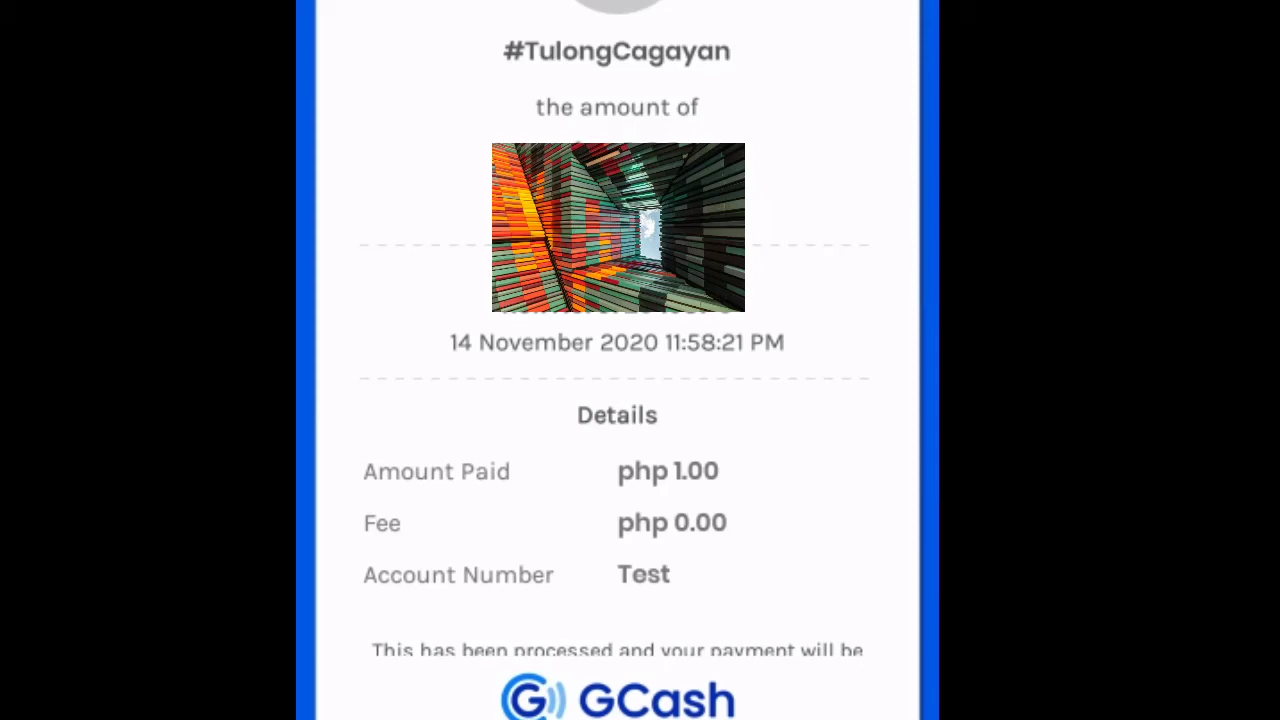 #TulongCagayan
the amount of
14 November 2020 11:58:21 PM
Details
Amount Paid php 1.00
Fee php 0.00
Account Number Test
This has been processed and your payment will be
GCash